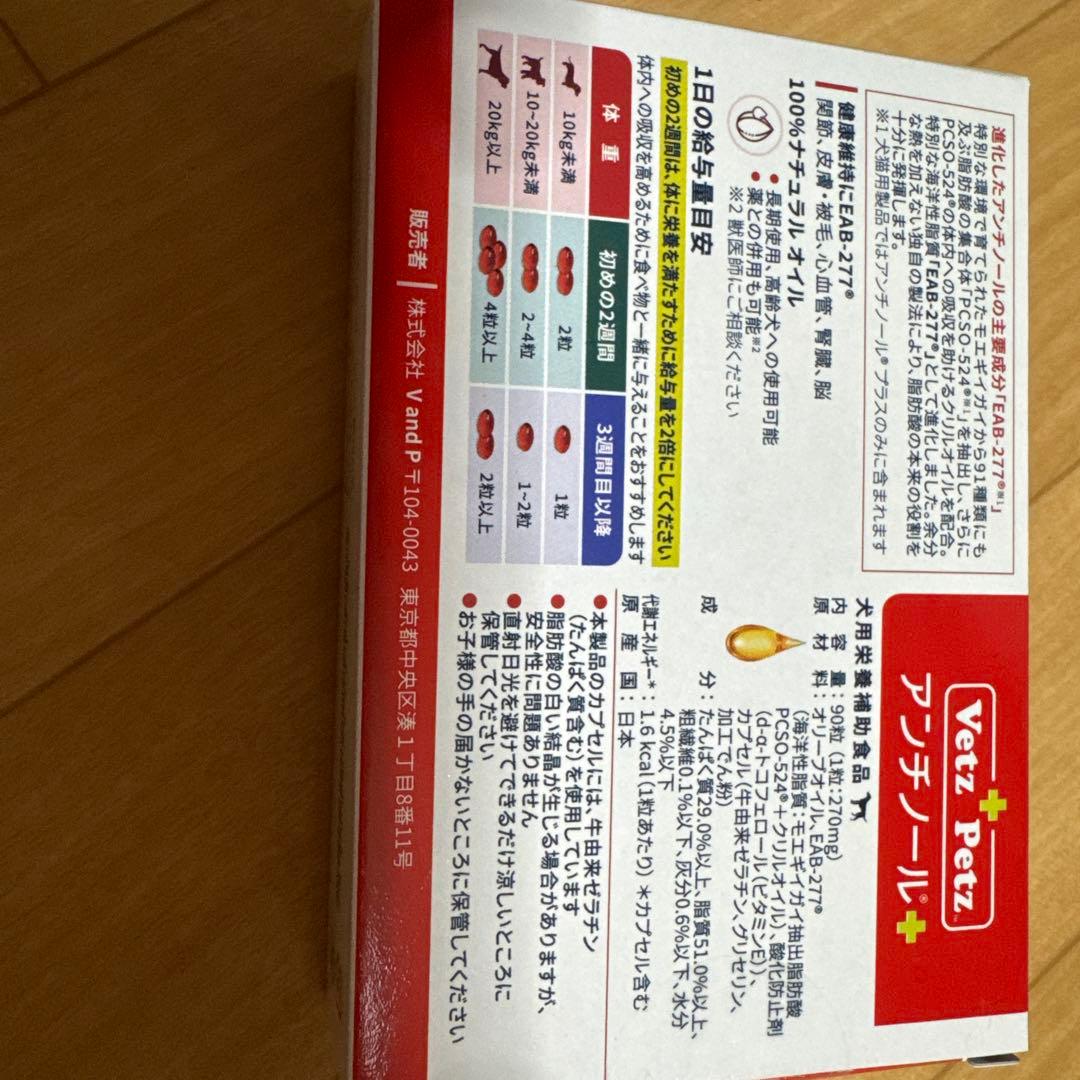 進化したアンチノールの主要成分「EAB-277®※1」
特別な環境で育てられたモエギイガイから91種類にも
及ぶ脂肪酸の集合体「PCSO-524®※1」を抽出し、さらに
PCSO-524®の体内への吸収を助けるクリルオイルを配合。
特別な海洋性脂質「EAB-277®」として進化しました。余分
な熱を加えない独自の製法により、脂肪酸の本来の役割を
十分に発揮します。
※1 犬猫用製品ではアンチノール® プラスのみに含まれます
健康維持にEAB-277®
関節、皮膚・被毛、心血管、腎臓、脳
100%ナチュラル オイル
● 長期使用、高齢犬への使用可能
● 薬との併用も可能※2
※2 獣医師にご相談ください
1日の給与量目安
初めの2週間は、体に栄養を満たすために給与量を2倍にしてください
体内への吸収を高めるために食べ物と一緒に与えることをおすすめします
体 重 初めの2週間 3週間目以降
10kg未満 2粒 1粒
10~20kg未満 2~4粒 1~2粒
20kg以上 4粒以上 2粒以上
販売者 株式会社 V and P 〒104-0043 東京都中央区湊1丁目8番11号
Vetz Petz™
アンチノール®
犬用栄養補助食品
内容量:90粒 (1粒:270mg)
原材料:オリーブオイル、EAB-277®
(海洋性脂質:モエギイガイ抽出脂肪酸
PCSO-524®+クリルオイル)、酸化防止剤
(d-α-トコフェロール(ビタミンE))、
カプセル(牛由来ゼラチン、グリセリン、
加工でん粉)
成分:たんぱく質29.0%以上、脂質51.0%以上、
粗繊維0.1%以下、灰分0.6%以下、水分
4.5%以下
代謝エネルギー*:1.6 kcal(1粒あたり) *カプセル含む
原産国:日本
● 本製品のカプセルには、牛由来ゼラチン
(たんぱく質含む)を使用しています
● 脂肪酸の白い結晶が生じる場合がありますが、
安全性に問題ありません
● 直射日光を避けてできるだけ涼しいところに
保管してください
● お子様の手の届かないところに保管してください